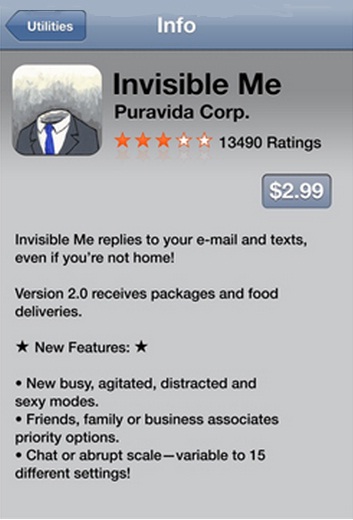 Utilities
Info
Invisible Me
Puravida Corp.
13490 Ratings
$2.99
Invisible Me replies to your e-mail and texts,
even if you're not home!
Version 2.0 receives packages and food
deliveries.
★ New Features: ★
• New busy, agitated, distracted and
sexy modes.
• Friends, family or business associates
priority options.
• Chat or abrupt scale—variable to 15
different settings!